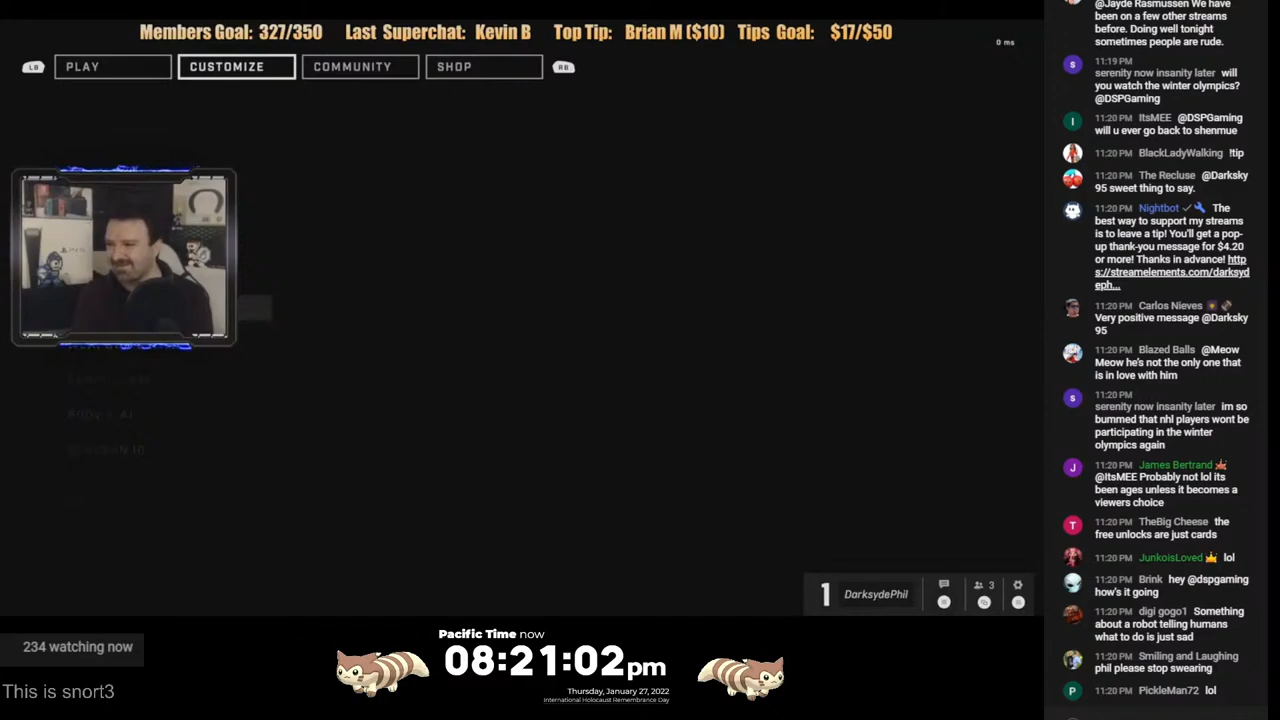 Members Goal: 327/350 Last Superchat: Kevin B Top Tip: Brian M ($10) Tips Goal: $17/$50
0 ms
LB PLAY CUSTOMIZE COMMUNITY SHOP RB
1 DarksydePhil 3
234 watching now
This is snort3
Pacific Time now
08:21:02pm
Thursday, January 27, 2022
International Holocaust Remembrance Day
@Jayde Rasmussen We have
been on a few other streams
before. Doing well tonight
sometimes people are rude.
11:19 PM
serenity now insanity later will
you watch the winter olympics?
@DSPGaming
11:20 PM ItsMEE @DSPGaming
will u ever go back to shenmue
11:20 PM BlackLadyWalking !tip
11:20 PM The Recluse @Darksky
95 sweet thing to say.
11:20 PM Nightbot The
best way to support my streams
is to leave a tip! You'll get a pop-
up thank-you message for $4.20
or more! Thanks in advance! http
s://streamelements.com/darksyd
eph...
11:20 PM Carlos Nieves
Very positive message @Darksky
95
11:20 PM Blazed Balls @Meow
Meow he's not the only one that
is in love with him
11:20 PM
serenity now insanity later im so
bummed that nhl players wont be
participating in the winter
olympics again
11:20 PM James Bertrand
@ItsMEE Probably not lol its
been ages unless it becomes a
viewers choice
11:20 PM TheBig Cheese the
free unlocks are just cards
11:20 PM JunkoisLoved lol
11:20 PM Brink hey @dspgaming
how's it going
11:20 PM digi gogo1 Something
about a robot telling humans
what to do is just sad
11:20 PM Smiling and Laughing
phil please stop swearing
11:20 PM PickleMan72 lol